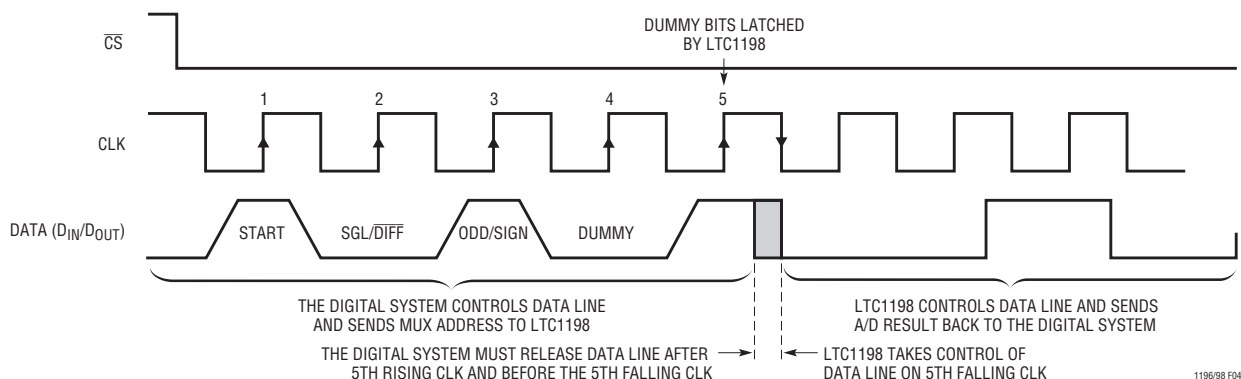 DUMMY BITS LATCHED
BY LTC1198
CS
1 2 3 4 5
CLK
DATA (DIN/DOUT)
START SGL/DIFF ODD/SIGN DUMMY
THE DIGITAL SYSTEM CONTROLS DATA LINE
AND SENDS MUX ADDRESS TO LTC1198
LTC1198 CONTROLS DATA LINE AND SENDS
A/D RESULT BACK TO THE DIGITAL SYSTEM
THE DIGITAL SYSTEM MUST RELEASE DATA LINE AFTER
5TH RISING CLK AND BEFORE THE 5TH FALLING CLK
LTC1198 TAKES CONTROL OF
DATA LINE ON 5TH FALLING CLK
1196/98 F04